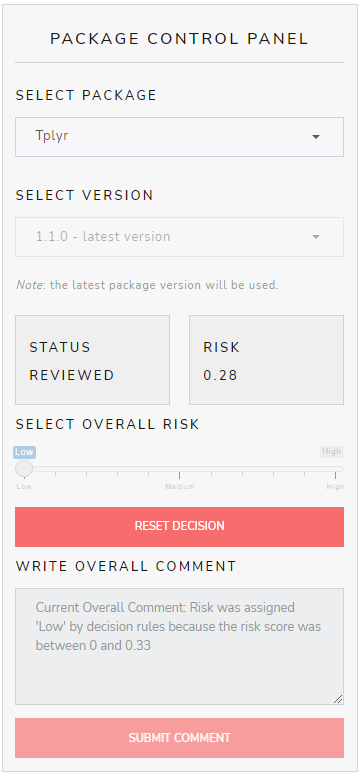 PACKAGE CONTROL PANEL
SELECT PACKAGE
Tplyr
SELECT VERSION
1.1.0 - latest version
Note: the latest package version will be used.
STATUS
REVIEWED
RISK
0.28
SELECT OVERALL RISK
Low High
Low Medium High
RESET DECISION
WRITE OVERALL COMMENT
Current Overall Comment: Risk was assigned
'Low' by decision rules because the risk score was
between 0 and 0.33
SUBMIT COMMENT